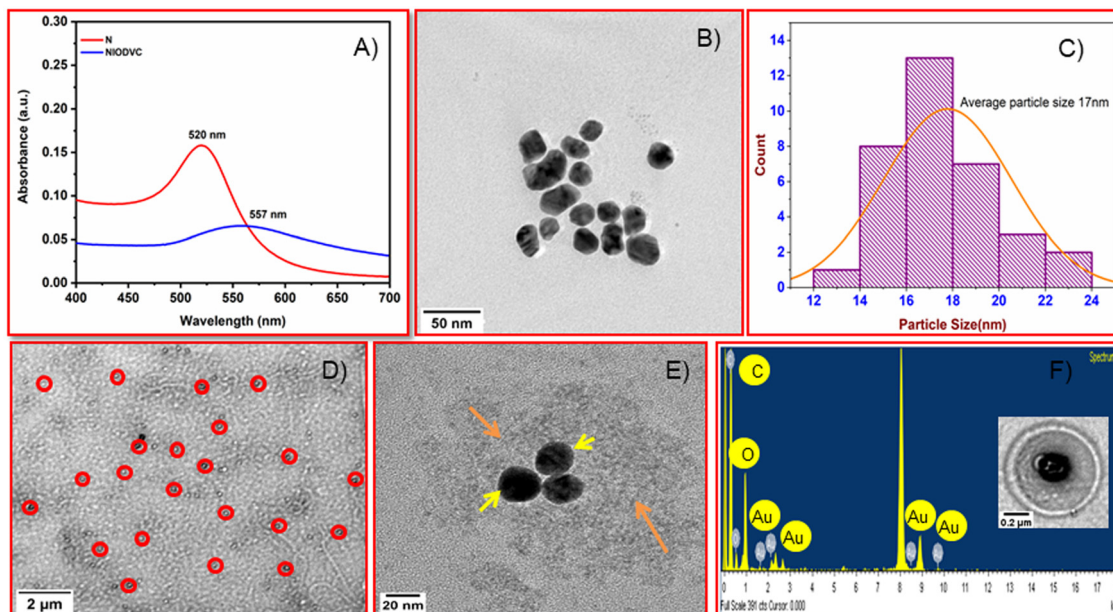 A)
N
NIODVC
520 nm
557 nm
0.30
0.25
0.20
0.15
0.10
0.05
0.00
Absorbance (a.u.)
400 450 500 550 600 650 700
Wavelength (nm)
B)
50 nm
C)
Average particle size 17nm
14
12
10
8
6
4
2
0
Count
12 14 16 18 20 22 24
Particle Size(nm)
D)
2 µm
E)
20 nm
F)
C
O
Au
Au
Au
Au
0.2 µm
0 1 2 3 4 5 6 7 8 9 10 11 12 13 14 15 16 17
Full Scale 391 cts Cursor: 0.000